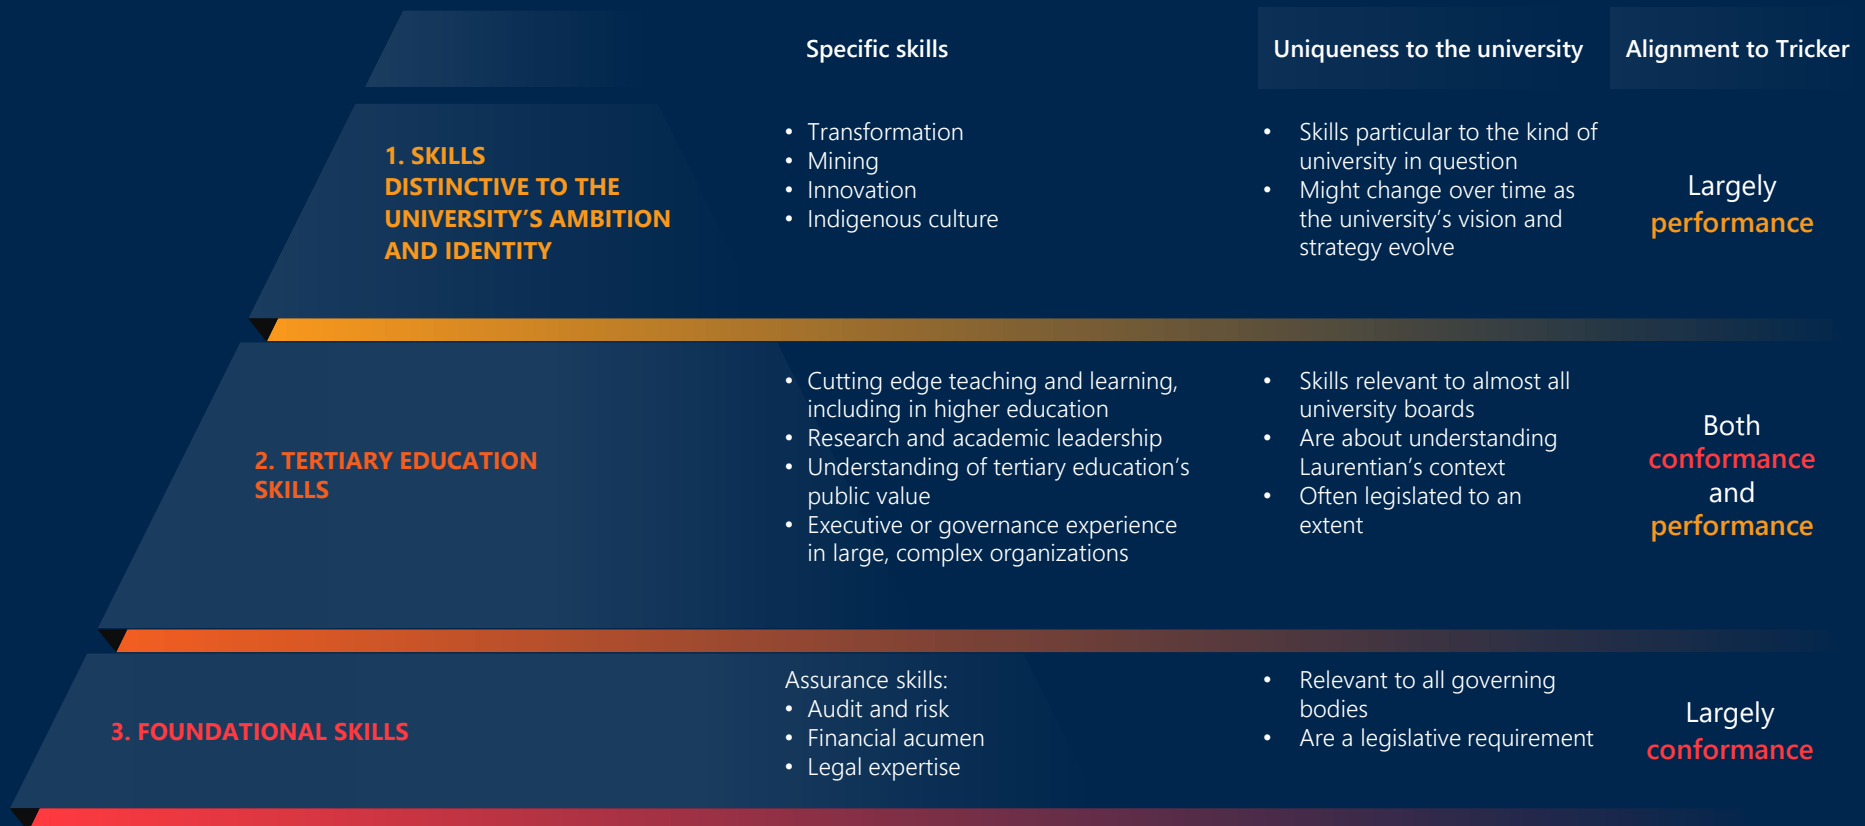 Specific skills
Uniqueness to the university
Alignment to Tricker
1. SKILLS
DISTINCTIVE TO THE
UNIVERSITY’S AMBITION
AND IDENTITY
• Transformation
• Mining
• Innovation
• Indigenous culture
• Skills particular to the kind of
university in question
• Might change over time as
the university’s vision and
strategy evolve
Largely
performance
2. TERTIARY EDUCATION
SKILLS
• Cutting edge teaching and learning,
including in higher education
• Research and academic leadership
• Understanding of tertiary education’s
public value
• Executive or governance experience
in large, complex organizations
• Skills relevant to almost all
university boards
• Are about understanding
Laurentian’s context
• Often legislated to an
extent
Both
conformance
and
performance
3. FOUNDATIONAL SKILLS
Assurance skills:
• Audit and risk
• Financial acumen
• Legal expertise
• Relevant to all governing
bodies
• Are a legislative requirement
Largely
conformance